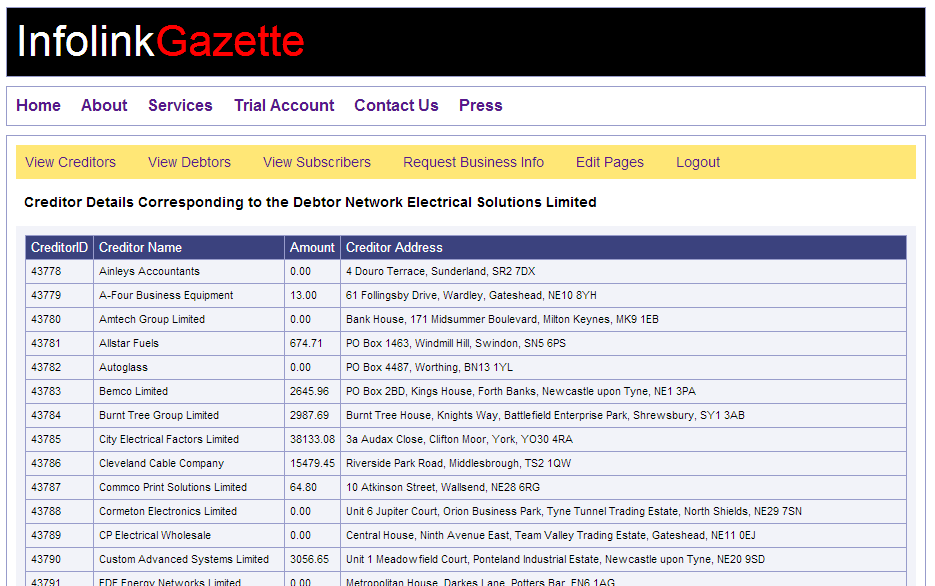 InfolinkGazette
Home About Services Trial Account Contact Us Press
View Creditors View Debtors View Subscribers Request Business Info Edit Pages Logout
Creditor Details Corresponding to the Debtor Network Electrical Solutions Limited
CreditorID Creditor Name Amount Creditor Address
43778 Ainleys Accountants 0.00 4 Douro Terrace, Sunderland, SR2 7DX
43779 A-Four Business Equipment 13.00 61 Follingsby Drive, Wardley, Gateshead, NE10 8YH
43780 Amtech Group Limited 0.00 Bank House, 171 Midsummer Boulevard, Milton Keynes, MK9 1EB
43781 Allstar Fuels 674.71 PO Box 1463, Windmill Hill, Swindon, SN5 6PS
43782 Autoglass 0.00 PO Box 4487, Worthing, BN13 1YL
43783 Bemco Limited 2645.96 PO Box 2BD, Kings House, Forth Banks, Newcastle upon Tyne, NE1 3PA
43784 Burnt Tree Group Limited 2987.69 Burnt Tree House, Knights Way, Battlefield Enterprise Park, Shrewsbury, SY1 3AB
43785 City Electrical Factors Limited 38133.08 3a Audax Close, Clifton Moor, York, YO30 4RA
43786 Cleveland Cable Company 15479.45 Riverside Park Road, Middlesbrough, TS2 1QW
43787 Commco Print Solutions Limited 64.80 10 Atkinson Street, Wallsend, NE28 6RG
43788 Cormeton Electronics Limited 0.00 Unit 6 Jupiter Court, Orion Business Park, Tyne Tunnel Trading Estate, North Shields, NE29 7SN
43789 CP Electrical Wholesale 0.00 Central House, Ninth Avenue East, Team Valley Trading Estate, Gateshead, NE11 0EJ
43790 Custom Advanced Systems Limited 3056.65 Unit 1 Meadowfield Court, Ponteland Industrial Estate, Newcastle upon Tyne, NE20 9SD
43791 EDF Energy Networks Limited 0.00 Metropolitan House, Darkes Lane, Potters Bar, EN6 1AG